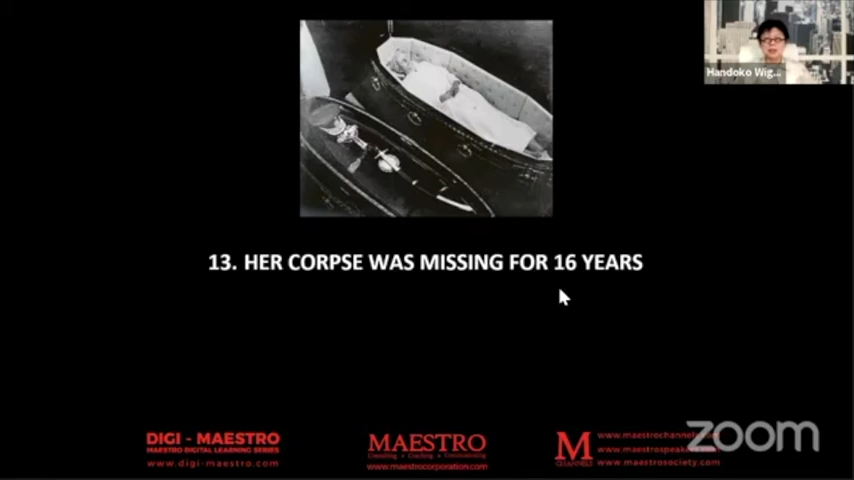 Handoko Wig...
13. HER CORPSE WAS MISSING FOR 16 YEARS
DIGI - MAESTRO
MAESTRO DIGITAL LEARNING SERIES
www.digi-maestro.com
MAESTRO
Consulting • Coaching •
www.maestrocorporation.com
M
CHANNELS
www.maestrochannel
www.maestrospeake
www.maestrosociety.com
zoom